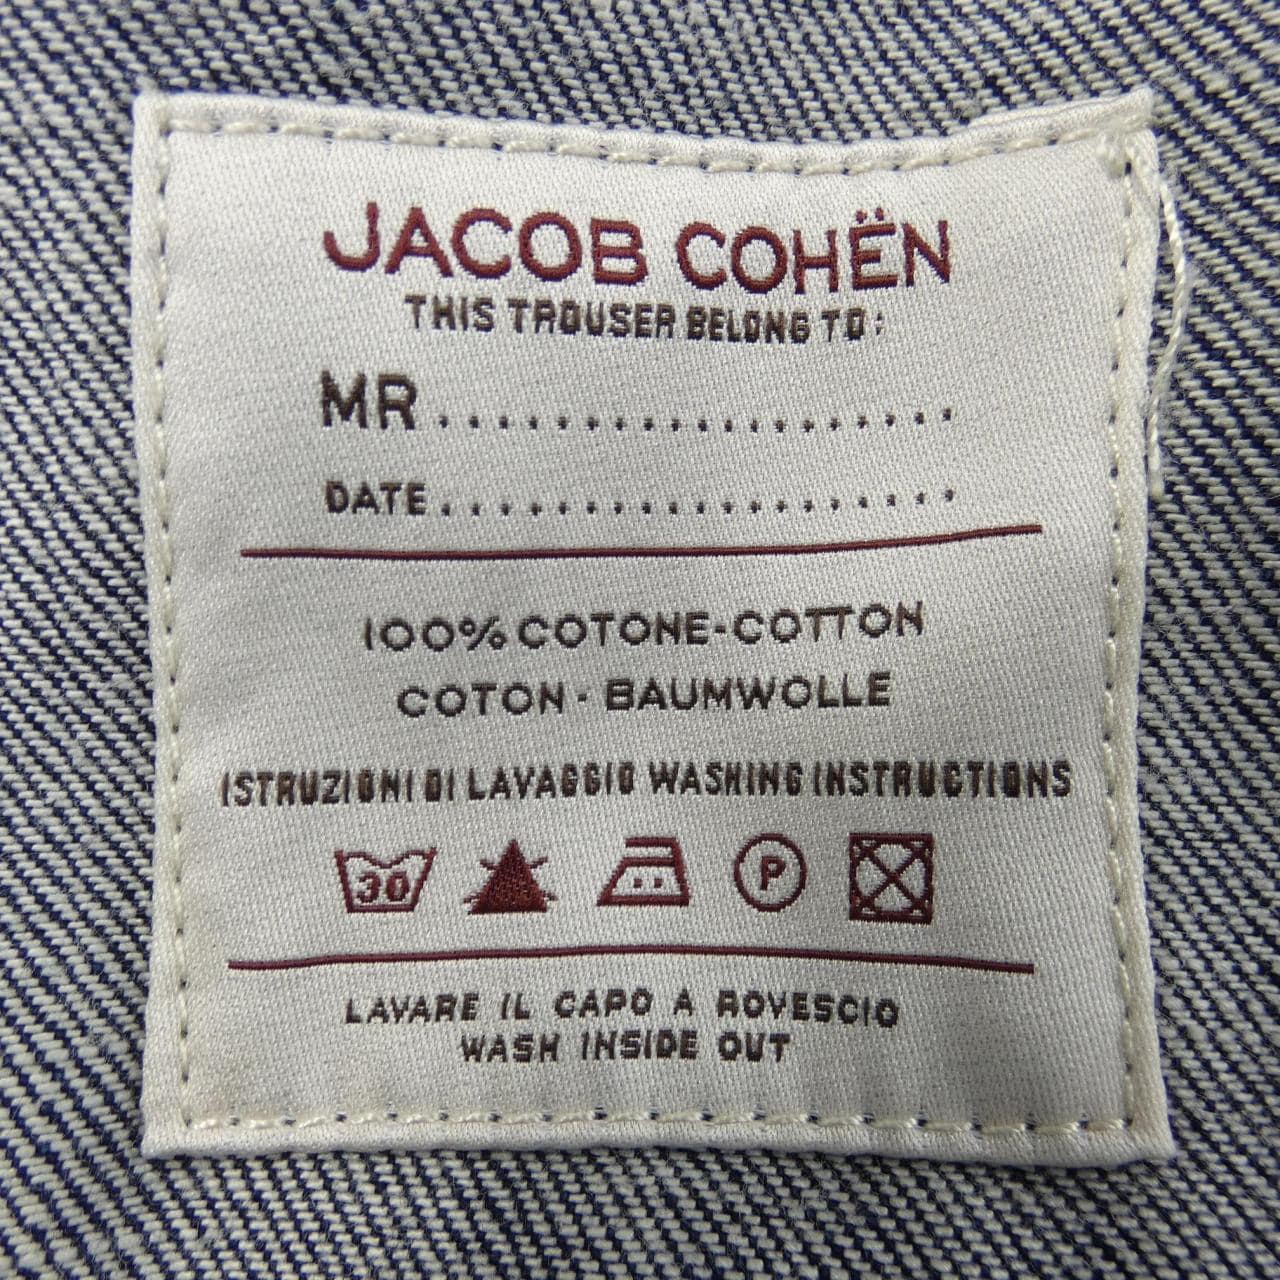 JACOB COHËN
THIS TROUSER BELONG TO:
MR...................
DATE...................
100% COTONE-COTTON
COTON · BAUMWOLLE
ISTRUZIONI DI LAVAGGIO WASHING INSTRUCTIONS
30 P
LAVARE IL CAPO A ROVESCIO
WASH INSIDE OUT